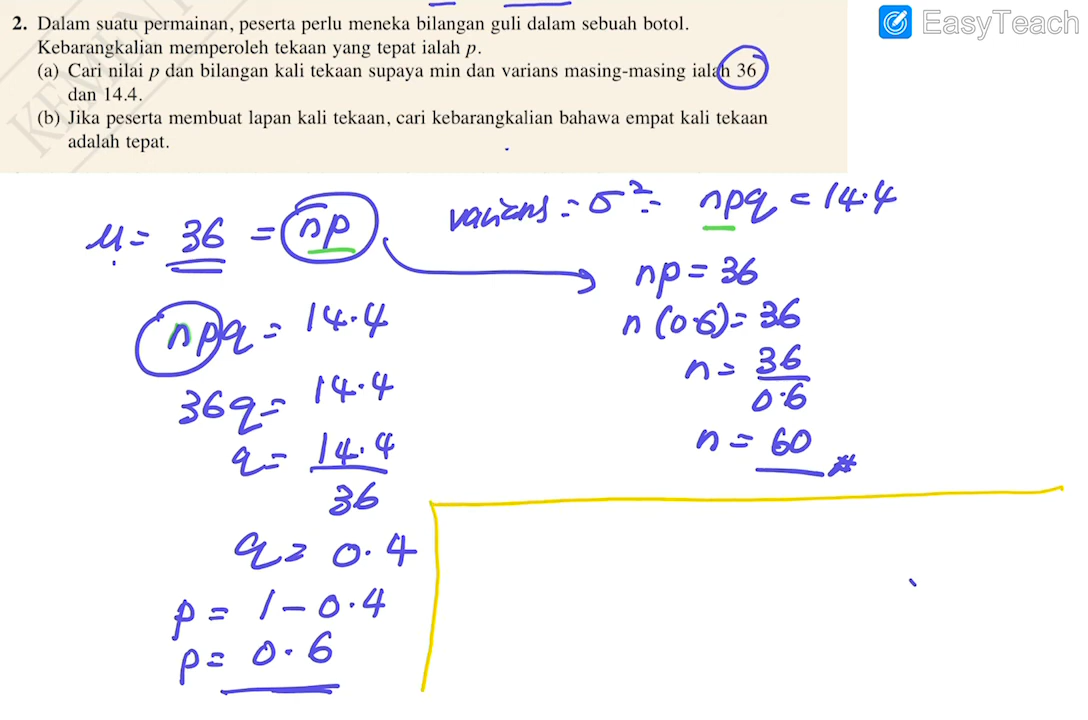 2. Dalam suatu permainan, peserta perlu meneka bilangan guli dalam sebuah botol.
Kebarangkalian memperoleh tekaan yang tepat ialah p.
(a) Cari nilai p dan bilangan kali tekaan supaya min dan varians masing-masing ialah 36
dan 14.4.
(b) Jika peserta membuat lapan kali tekaan, cari kebarangkalian bahawa empat kali tekaan
adalah tepat.
EasyTeach
μ = 36 = np
npq = 14.4
36q = 14.4
q = 14.4
36
q = 0.4
p = 1 - 0.4
p = 0.6
varians = σ² = npq = 14.4
np = 36
n (0.6) = 36
n = 36
0.6
n = 60 #